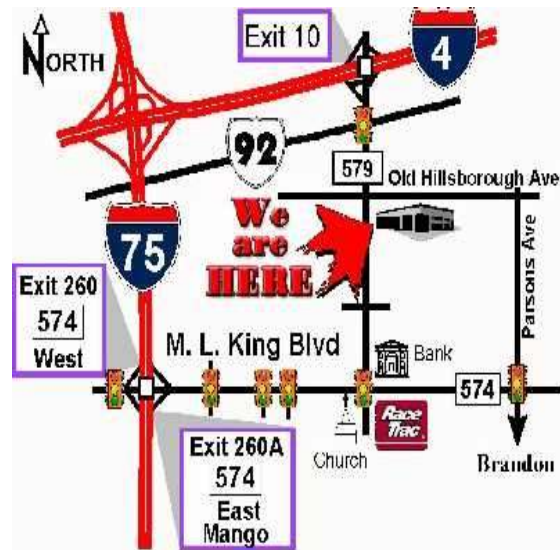 Exit 10
4
NORTH
92
579
Old Hillsborough Ave
We
are
HERE
75
Parsons Ave
Exit 260
574
West
M. L. King Blvd
Bank
574
Race
Trac
Exit 260A
574
East
Mango
Church
Brandon